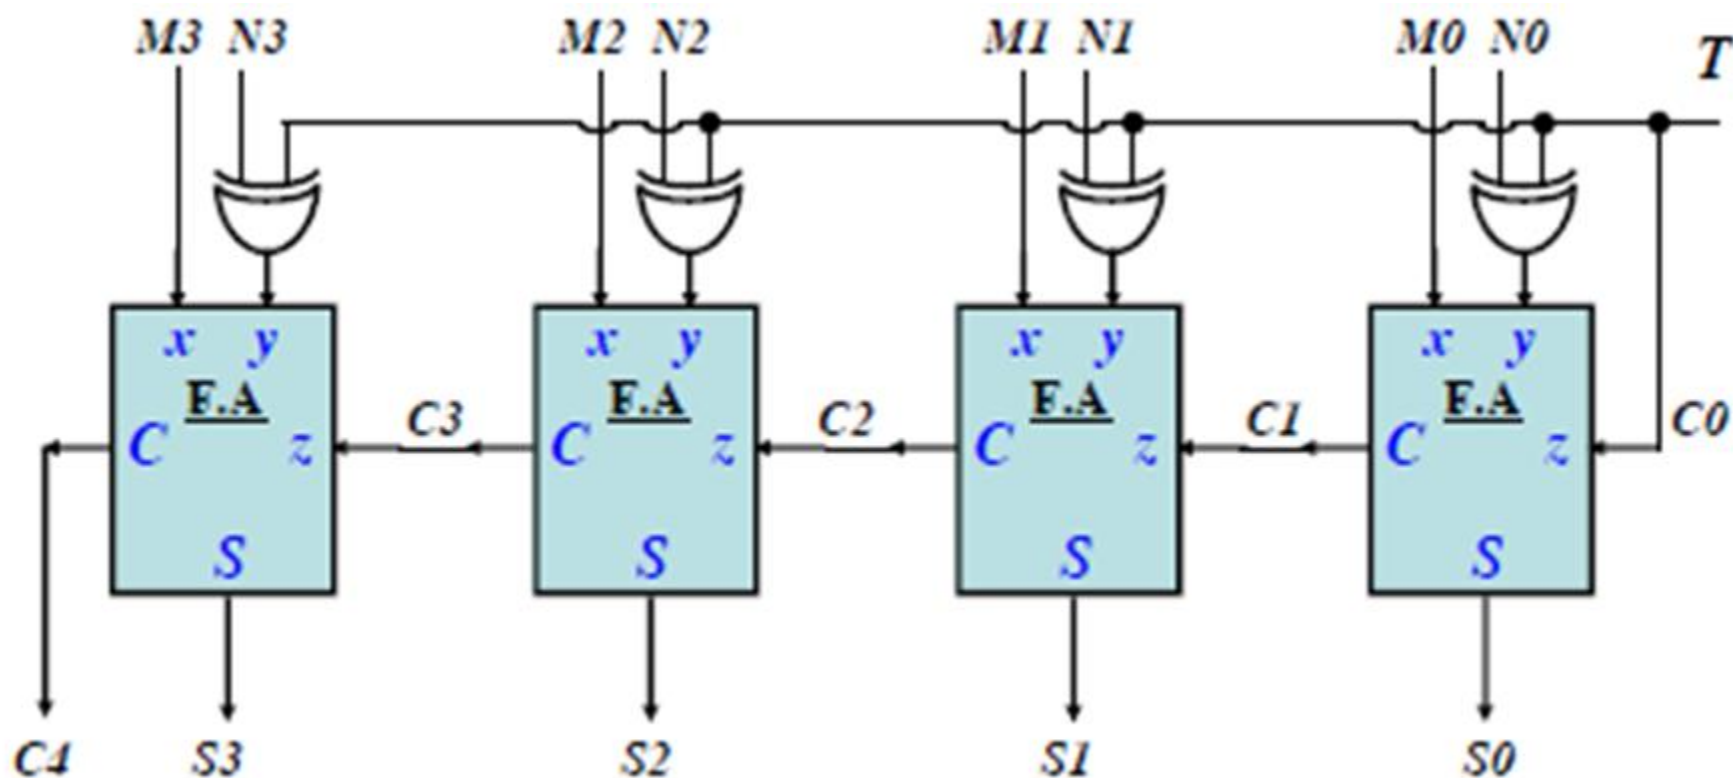 M3 N3 M2 N2 M1 N1 M0 N0 T
x y x y x y x y
F.A F.A F.A F.A
C z C3 C z C2 C z C1 C z C0
S S S S
C4 S3 S2 S1 S0